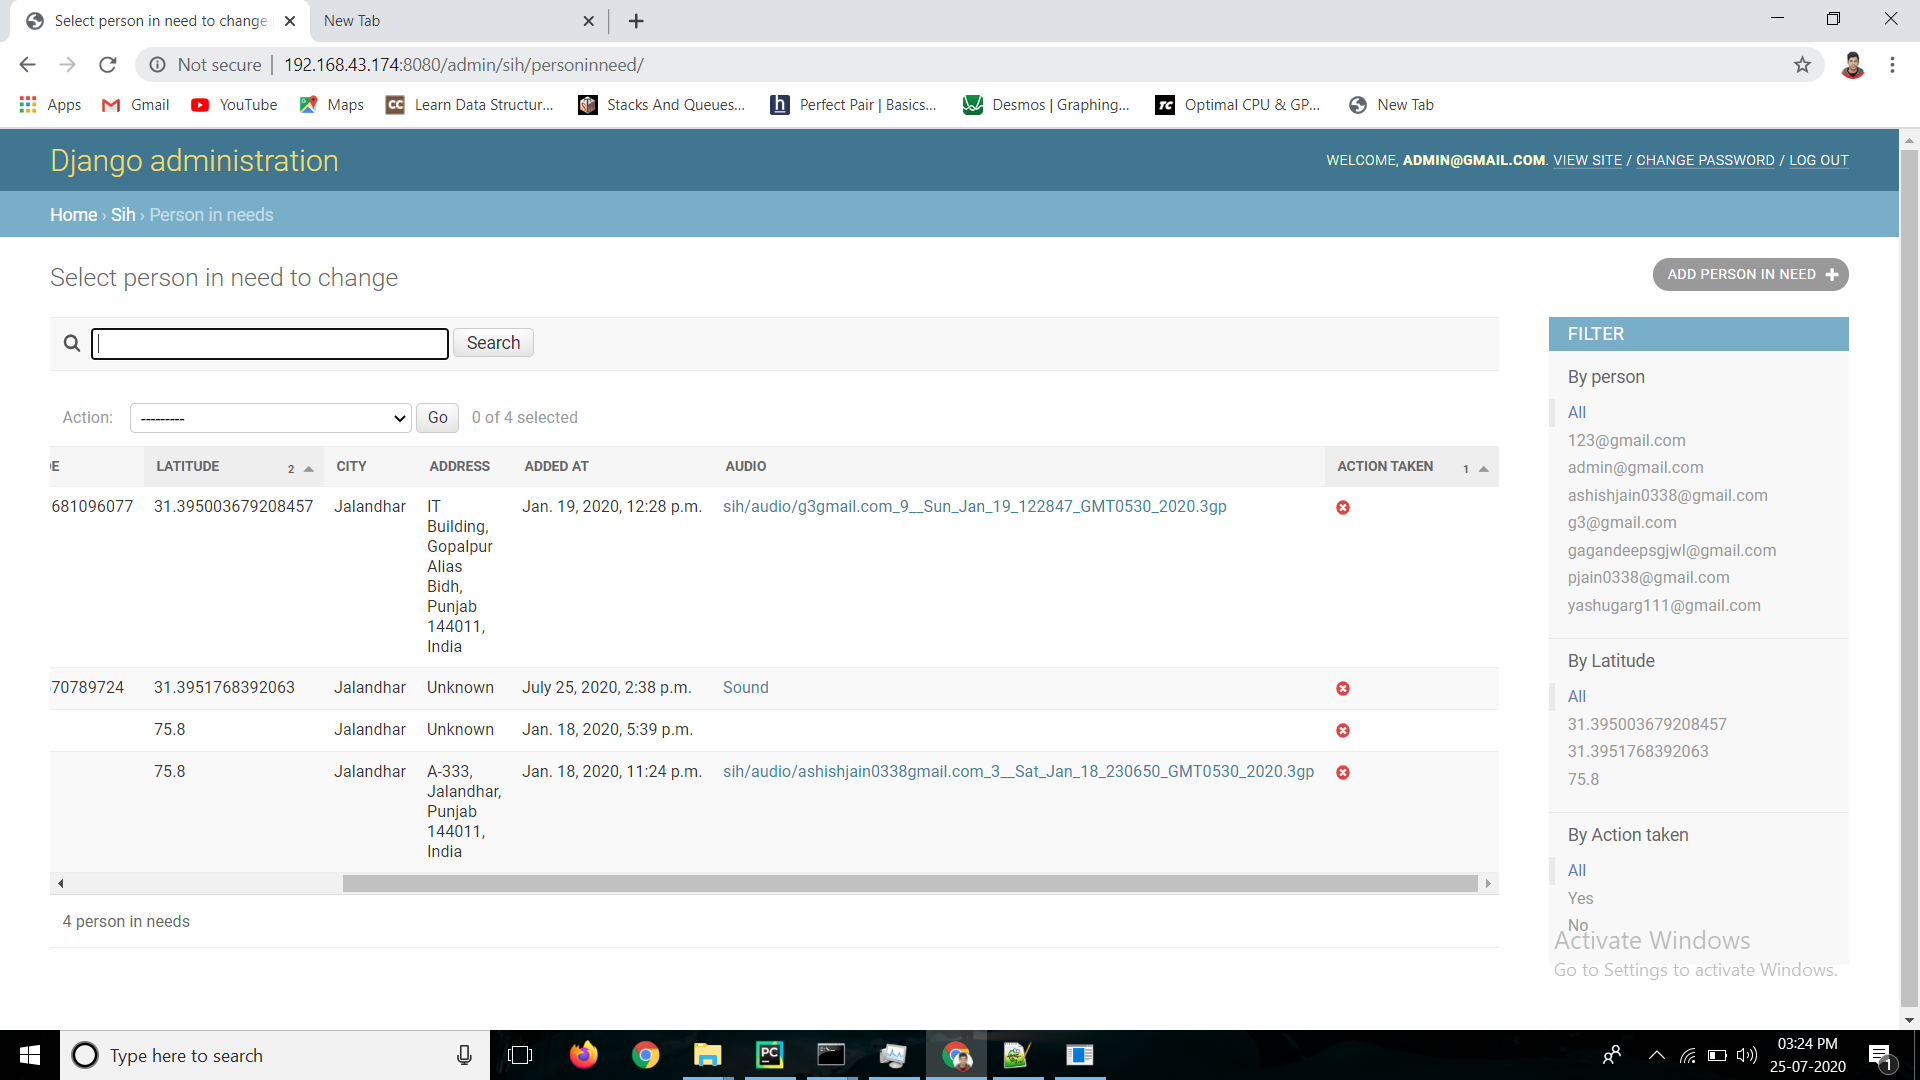 Select person in need to change
New Tab
Not secure | 192.168.43.174:8080/admin/sih/personinneed/
Apps Gmail YouTube Maps Learn Data Structur... Stacks And Queues... Perfect Pair | Basics... Desmos | Graphing... Optimal CPU & GP... New Tab
Django administration
WELCOME, ADMIN@GMAIL.COM. VIEW SITE / CHANGE PASSWORD / LOG OUT
Home › Sih › Person in needs
Select person in need to change
ADD PERSON IN NEED +
Search
Action: --------- Go 0 of 4 selected
DE LATITUDE 2 CITY ADDRESS ADDED AT AUDIO ACTION TAKEN 1
681096077 31.395003679208457 Jalandhar IT Jan. 19, 2020, 12:28 p.m. sih/audio/g3gmail.com_9__Sun_Jan_19_122847_GMT0530_2020.3gp
Building,
Gopalpur
Alias
Bidh,
Punjab
144011,
India
70789724 31.3951768392063 Jalandhar Unknown July 25, 2020, 2:38 p.m. Sound
75.8 Jalandhar Unknown Jan. 18, 2020, 5:39 p.m.
75.8 Jalandhar A-333, Jan. 18, 2020, 11:24 p.m. sih/audio/ashishjain0338gmail.com_3__Sat_Jan_18_230650_GMT0530_2020.3gp
Jalandhar,
Punjab
144011,
India
4 person in needs
FILTER
By person
All
123@gmail.com
admin@gmail.com
ashishjain0338@gmail.com
g3@gmail.com
gagandeepsgjwl@gmail.com
pjain0338@gmail.com
yashugarg111@gmail.com
By Latitude
All
31.395003679208457
31.3951768392063
75.8
By Action taken
All
Yes
No
Activate Windows
Go to Settings to activate Windows.
Type here to search
03:24 PM
25-07-2020
1